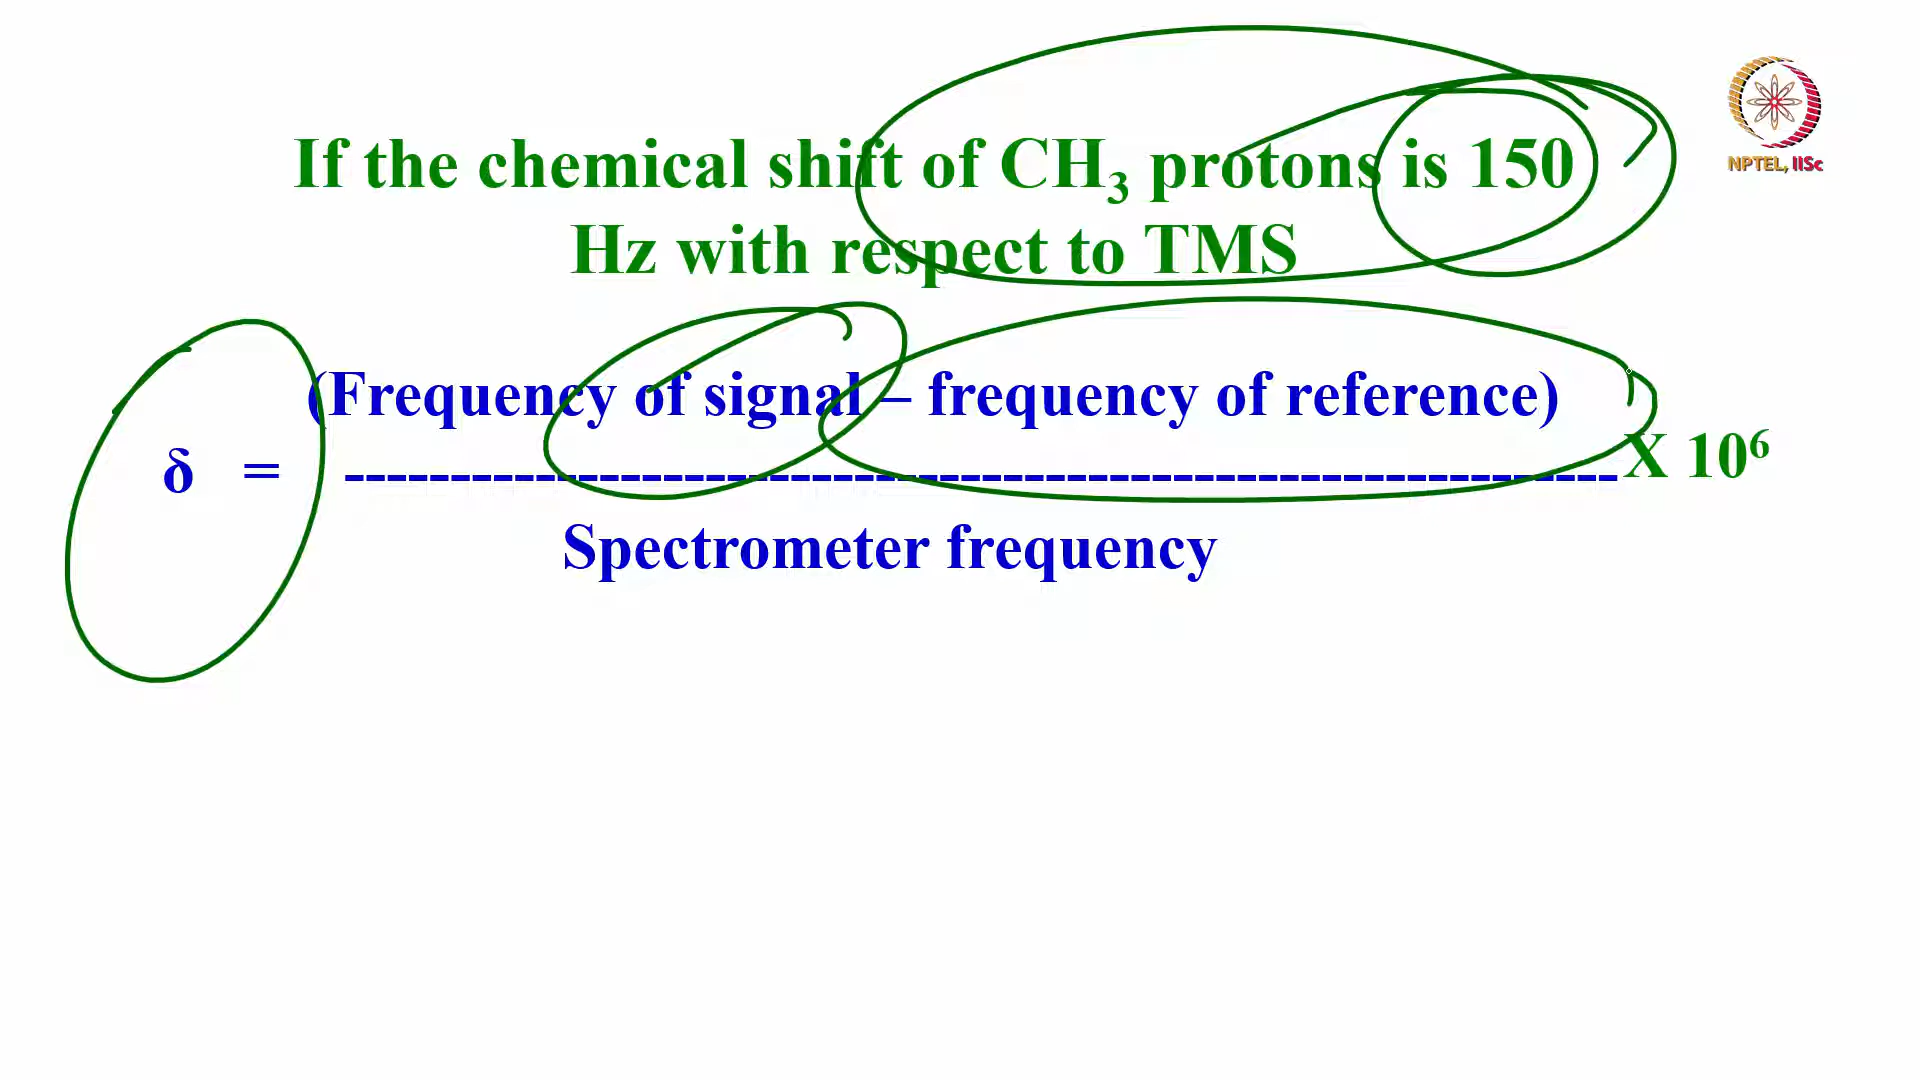 If the chemical shift of CH₃ protons is 150
Hz with respect to TMS
NPTEL, IISc
(Frequency of signal – frequency of reference)
δ = ------------------------------------------------------------ X 10⁶
Spectrometer frequency